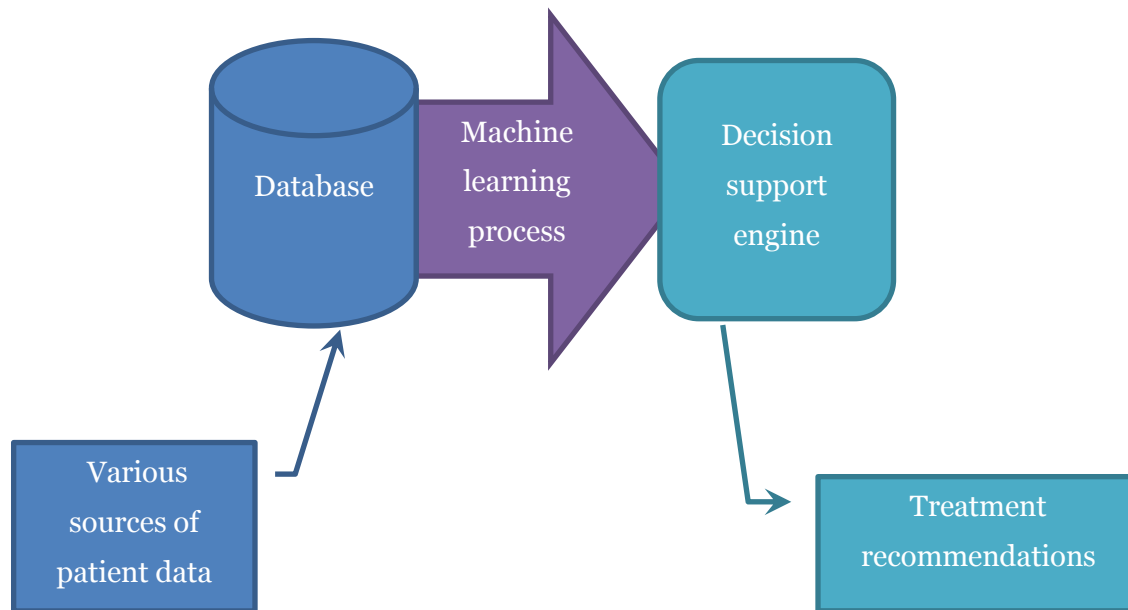 Database
Machine
learning
process
Decision
support
engine
Various
sources of
patient data
Treatment
recommendations